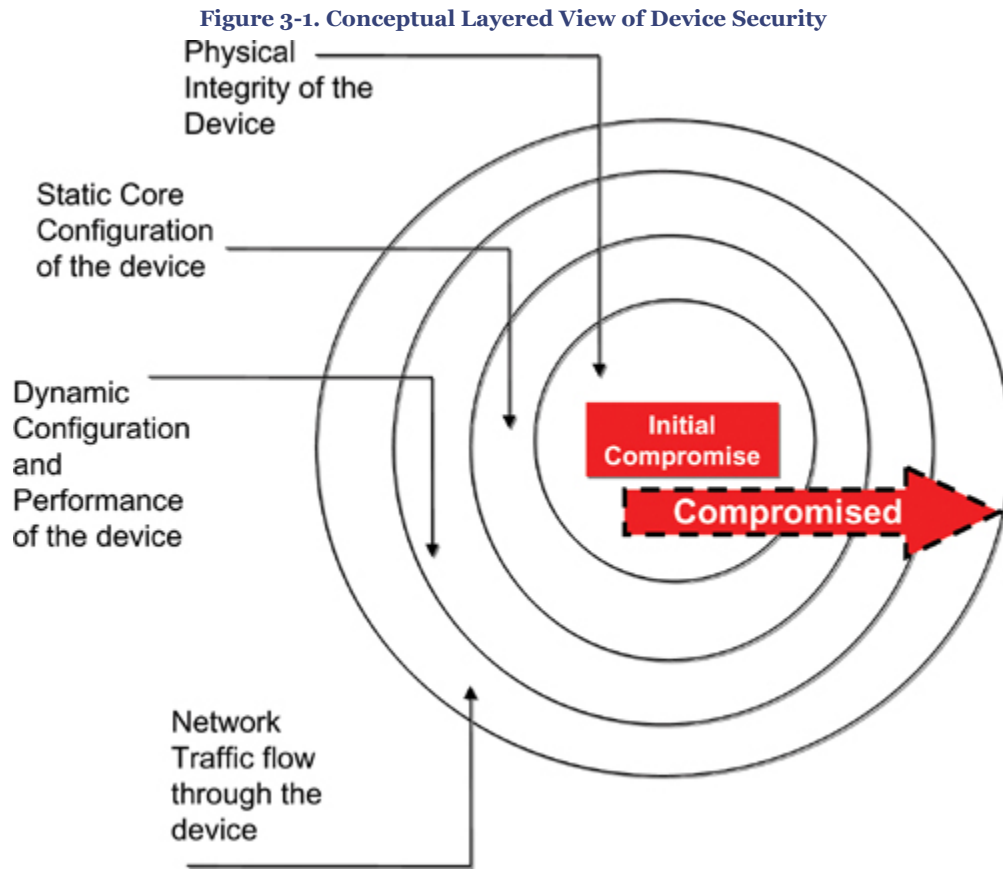 Figure 3-1. Conceptual Layered View of Device Security
Physical
Integrity of the
Device
Static Core
Configuration
of the device
Dynamic
Configuration
and
Performance
of the device
Initial
Compromise
Compromised
Network
Traffic flow
through the
device